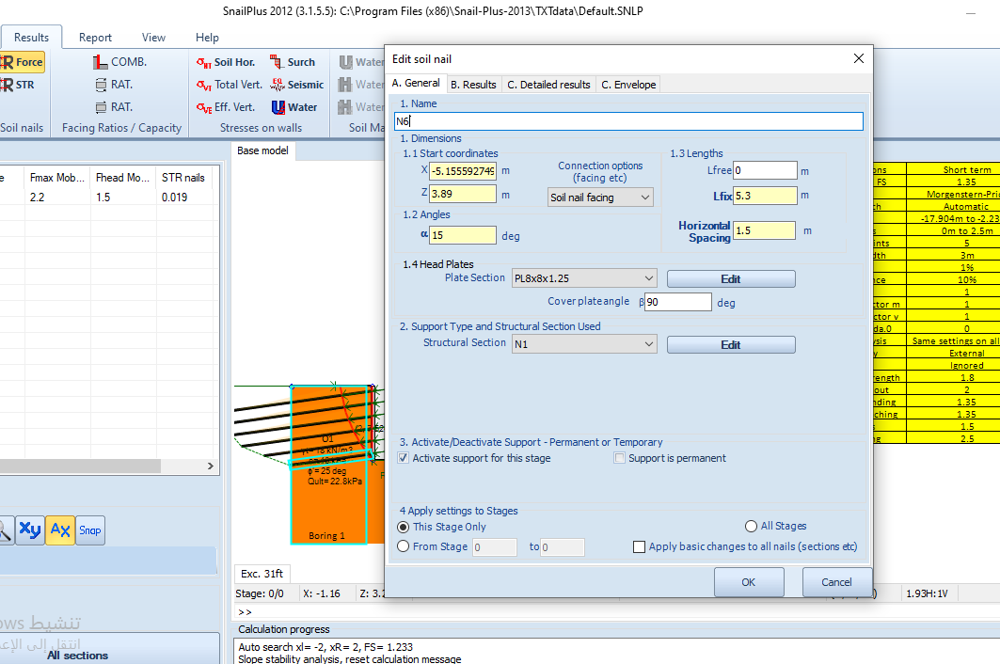 SnailPlus 2012 (3.1.5.5): C:\Program Files (x86)\Snail-Plus-2013\TXTdata\Default.SNLP
Results Report View Help
Force COMB. Soil Hor. Surch Water
STR RAT. Total Vert. Seismic Water
RAT. Eff. Vert. Water Water
Soil nails Facing Ratios / Capacity Stresses on walls Soil Ma
Base model
e Fmax Mob... Fhead Mo... STR nails
2.2 1.5 0.019
Edit soil nail
A. General B. Results C. Detailed results C. Envelope
1. Name
N6
1. Dimensions
1.1 Start coordinates
X -5.155592749 m
Z 3.89 m
Connection options
(facing etc)
Soil nail facing
1.2 Angles
α 15 deg
1.3 Lengths
Lfree 0 m
Lfix 5.3 m
Horizontal
Spacing 1.5 m
1.4 Head Plates
Plate Section PL8x8x1.25 Edit
Cover plate angle β 90 deg
2. Support Type and Structural Section Used
Structural Section N1 Edit
3. Activate/Deactivate Support - Permanent or Temporary
Activate support for this stage Support is permanent
4 Apply settings to Stages
This Stage Only All Stages
From Stage 0 to 0 Apply basic changes to all nails (sections etc)
OK Cancel
ons Short term
FS 1.35
Morgenstern-Pric
ch Automatic
-17.904m to -2.23
s 0m to 2.5m
ints 5
dth 3m
1%
nce 10%
1
ctor m 1
ctor v 1
da.0 0
ysis Same settings on all
y External
Ignored
rength 1.8
out 2
nding 1.35
ching 1.35
s 1.5
ng 2.5
O1
18 kN/m3
φ'= 25 deg
Qult= 22.8kPa
Boring 1
Xy Ax Snap
Exc. 31ft
Stage: 0/0 X: -1.16 Z: 3.2 1.93H:1V
>>
Calculation progress
Auto search xl= -2, xR= 2, FS= 1.233
Slope stability analysis, reset calculation message
تنشيط ows
انتقل إلى الإعد
All sections